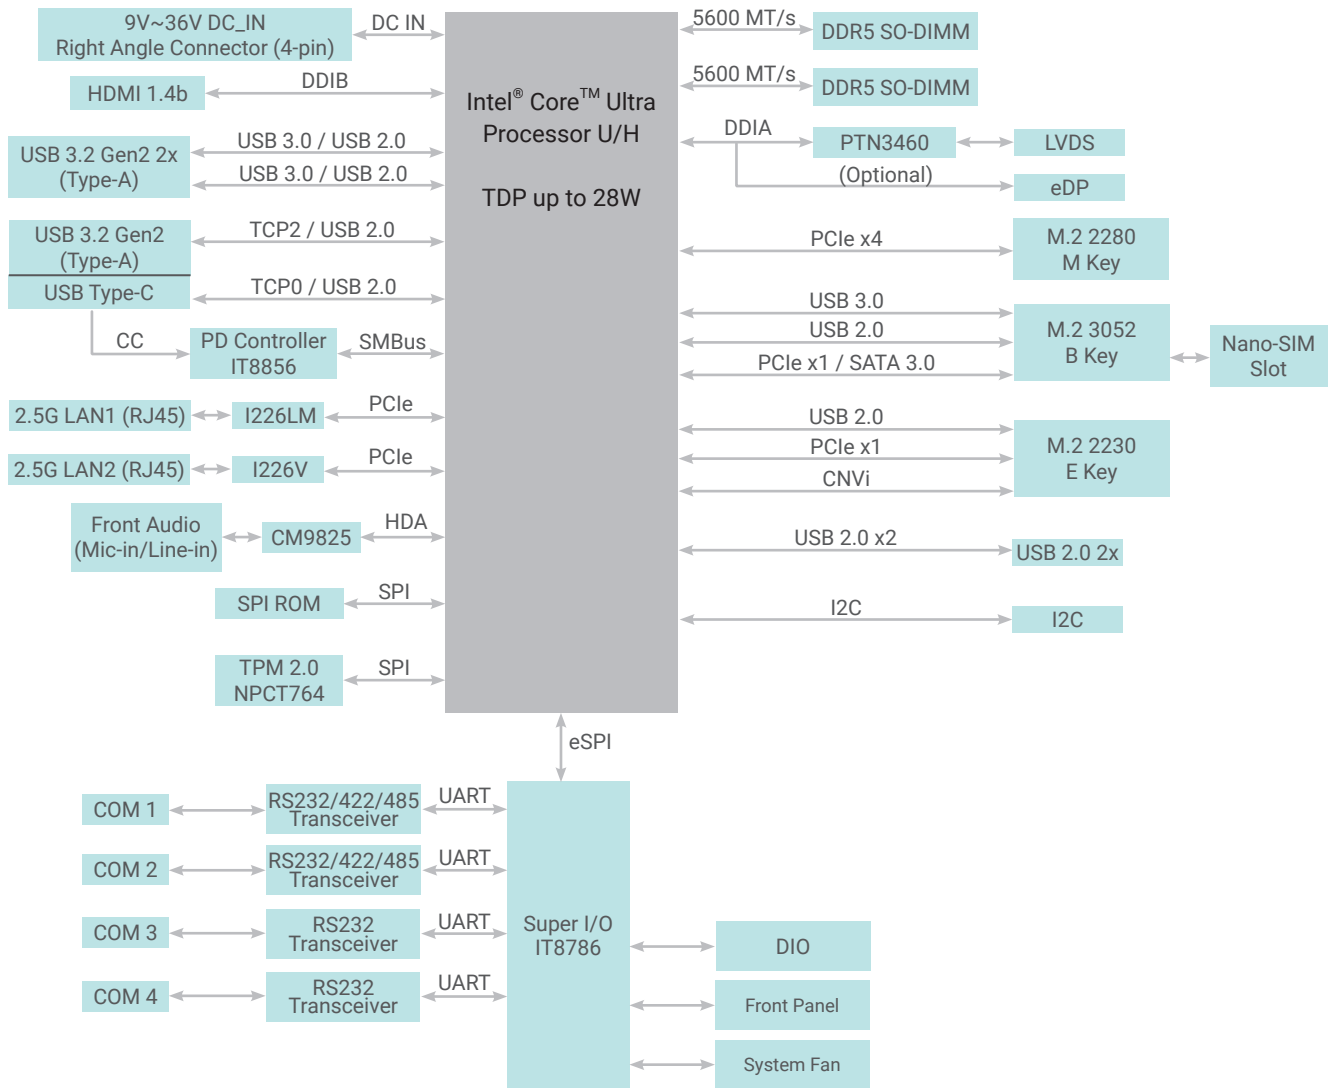 9V~36V DC_IN
Right Angle Connector (4-pin)
DC IN
HDMI 1.4b
DDIB
USB 3.2 Gen2 2x
(Type-A)
USB 3.0 / USB 2.0
USB 3.0 / USB 2.0
USB 3.2 Gen2
(Type-A)
TCP2 / USB 2.0
USB Type-C
TCP0 / USB 2.0
CC
PD Controller
IT8856
SMBus
2.5G LAN1 (RJ45)
I226LM
PCIe
2.5G LAN2 (RJ45)
I226V
PCIe
Front Audio
(Mic-in/Line-in)
CM9825
HDA
SPI ROM
SPI
TPM 2.0
NPCT764
SPI
Intel® Core™ Ultra
Processor U/H
TDP up to 28W
5600 MT/s
DDR5 SO-DIMM
5600 MT/s
DDR5 SO-DIMM
DDIA
PTN3460
(Optional)
LVDS
eDP
PCIe x4
M.2 2280
M Key
USB 3.0
USB 2.0
PCIe x1 / SATA 3.0
M.2 3052
B Key
Nano-SIM
Slot
USB 2.0
PCIe x1
CNVi
M.2 2230
E Key
USB 2.0 x2
USB 2.0 2x
I2C
I2C
eSPI
COM 1
RS232/422/485
Transceiver
UART
COM 2
RS232/422/485
Transceiver
UART
COM 3
RS232
Transceiver
UART
COM 4
RS232
Transceiver
UART
Super I/O
IT8786
DIO
Front Panel
System Fan